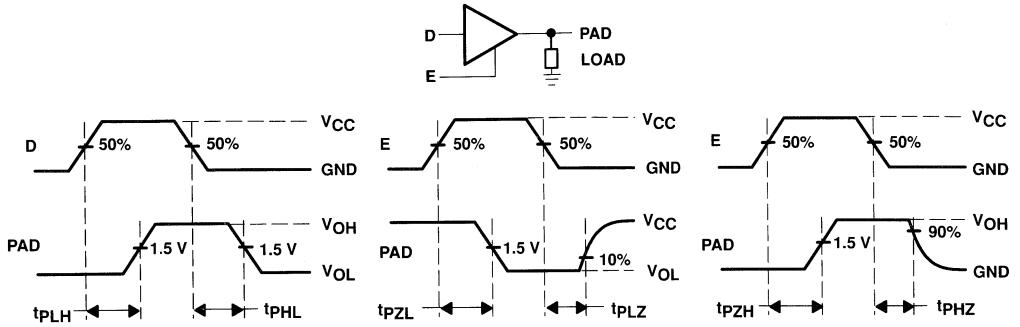 D
PAD
LOAD
E
D
50%
50%
VCC
GND
PAD
1.5 V
1.5 V
VOH
VOL
tPLH
tPHL
E
50%
50%
VCC
GND
PAD
1.5 V
10%
VCC
VOL
tPZL
tPLZ
E
50%
50%
VCC
GND
PAD
1.5 V
90%
VOH
GND
tPZH
tPHZ